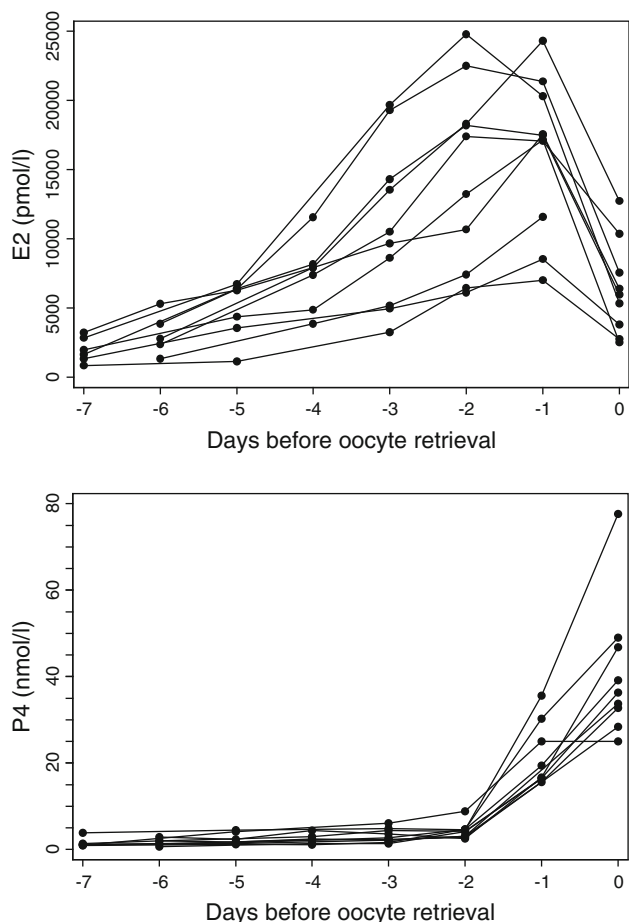 25000
20000
15000
10000
5000
0
E2 (pmol/l)
-7 -6 -5 -4 -3 -2 -1 0
Days before oocyte retrieval
80
60
40
20
0
P4 (nmol/l)
-7 -6 -5 -4 -3 -2 -1 0
Days before oocyte retrieval